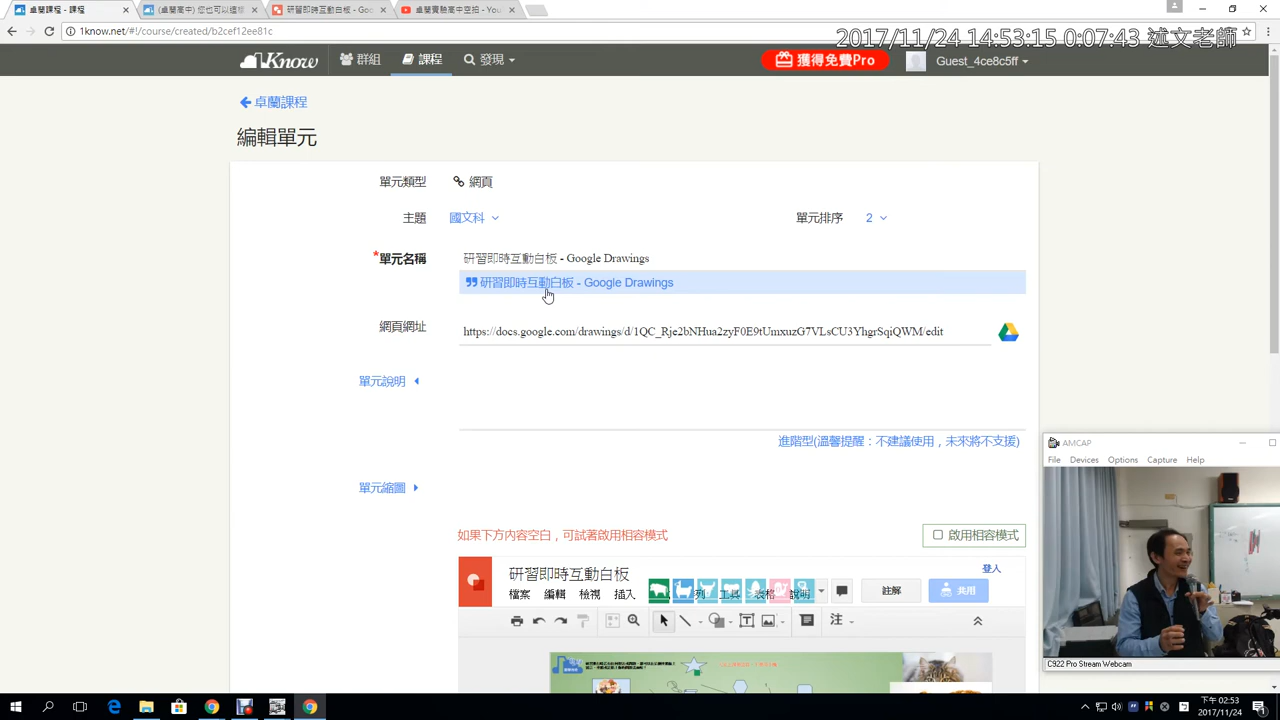 卓蘭課程 - 課程
(卓蘭高中) 您也可以這樣
研習即時互動白板 - Goo
卓蘭實驗高中空拍 - You
1know.net/#!/course/created/b2cef12ee81c
2017/11/24 14:53:15 0:07:43 述文老師
1Know
群組
課程
發現
獲得免費Pro
Guest_4ce8c5ff
卓蘭課程
編輯單元
單元類型
網頁
主題
國文科
單元排序
2
*單元名稱
研習即時互動白板 - Google Drawings
研習即時互動白板 - Google Drawings
網頁網址
https://docs.google.com/drawings/d/1QC_Rje2bNHua2zyF0E9tUmxuzG7VLsCU3YhgrSqiQWM/edit
單元說明
進階型(溫馨提醒：不建議使用，未來將不支援)
單元縮圖
如果下方內容空白，可試著啟用相容模式
啟用相容模式
研習即時互動白板
登入
檔案
編輯
檢視
插入
列
工具
表格
說明
註解
共用
注
AMCAP
File
Devices
Options
Capture
Help
C922 Pro Stream Webcam
下午 02:53
2017/11/24